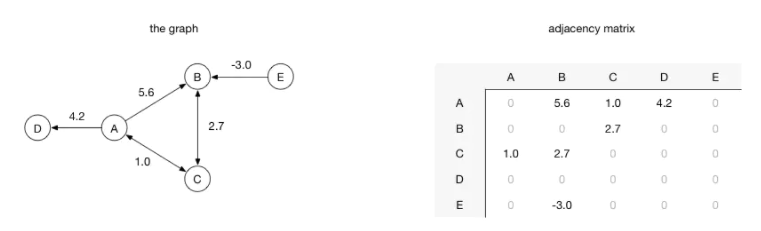 the graph
adjacency matrix
-3.0
B
E
5.6
4.2
D
A
2.7
1.0
C
A B C D E
A 0 5.6 1.0 4.2 0
B 0 0 2.7 0 0
C 1.0 2.7 0 0 0
D 0 0 0 0 0
E 0 -3.0 0 0 0